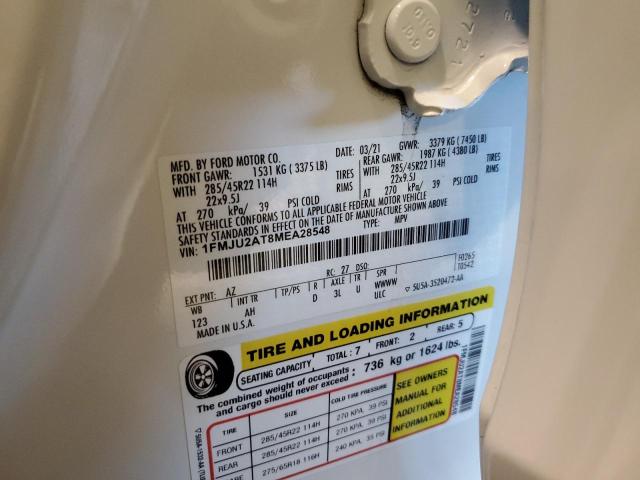 2721
MFD. BY FORD MOTOR CO.
DATE: 03/21 GVWR: 3379 KG (7450 LB)
FRONT GAWR: 1531 KG (3375 LB) REAR GAWR: 1987 KG (4380 LB)
WITH 285/45R22 114H TIRES WITH 285/45R22 114H TIRES
22x9.5J RIMS 22x9.5J RIMS
AT 270 kPa/ 39 PSI COLD AT 270 kPa/ 39 PSI COLD
THIS VEHICLE CONFORMS TO ALL APPLICABLE FEDERAL MOTOR VEHICLE
SAFETY STANDARDS IN EFFECT ON THE DATE OF MANUFACTURE SHOWN ABOVE.
VIN: 1FMJU2AT8MEA28548
TYPE: MPV
F0265
T0542
EXT PNT: AZ RC: 27 DSO:
WB INT TR TP/PS R AXLE TR SPR
123 AH D 3L U WWWW
ULC
MADE IN U.S.A.
▽ 5U5A-3520472-AA
TIRE AND LOADING INFORMATION
SEATING CAPACITY TOTAL: 7 FRONT: 2 REAR: 5
The combined weight of occupants and cargo should never exceed: 736 kg or 1624 lbs.
TIRE SIZE COLD TIRE PRESSURE
FRONT 285/45R22 114H 270 KPA, 39 PSI
REAR 285/45R22 114H 270 KPA, 39 PSI
275/65R18 116H 240 KPA, 35 PSI
SEE OWNERS
MANUAL FOR
ADDITIONAL
INFORMATION